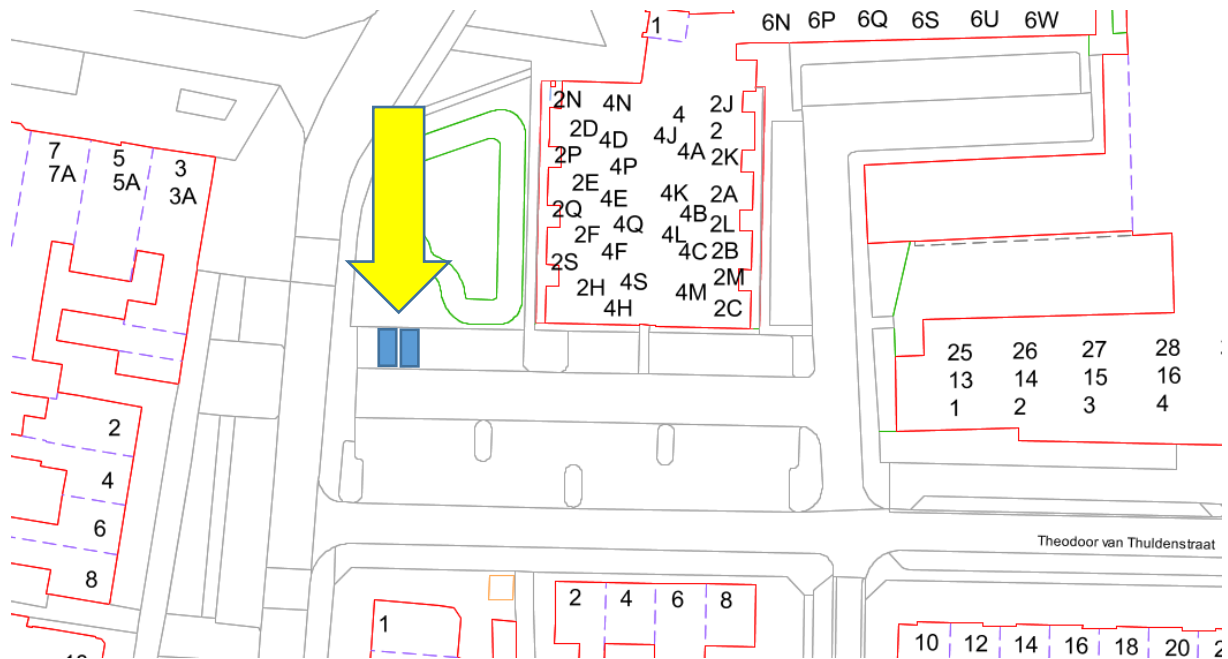 1
6N 6P 6Q 6S 6U 6W
2N 4N 4 2J
2D 4D 4J 2
2P 4P 4A 2K
2E 4E 4K 2A
2Q 4Q 4B 2L
2F 4F 4L 4C 2B
2S 4S 2M
2H 4H 4M 2C
7 5 3
7A 5A 3A
2
4
6
8
25 26 27 28
13 14 15 16
1 2 3 4
Theodoor van Thuldenstraat
1
2 4 6 8
10 12 14 16 18 20